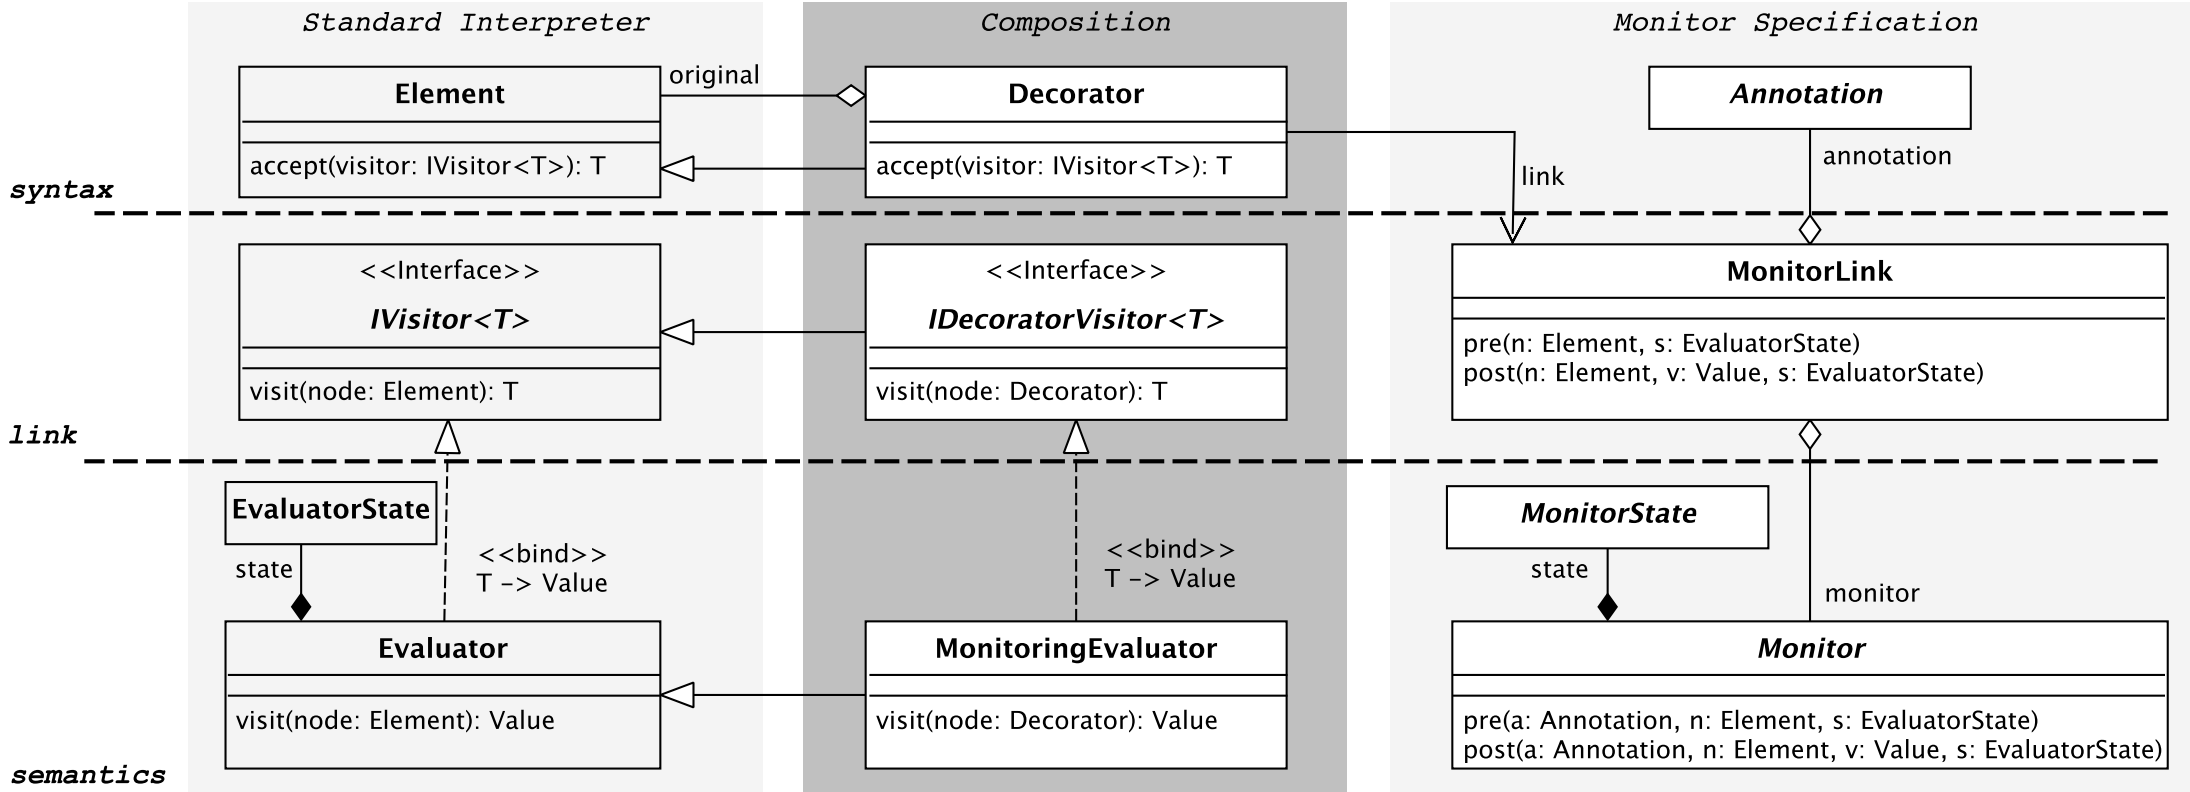 Standard Interpreter
Composition
Monitor Specification
Element
accept(visitor: IVisitor<T>): T
original
Decorator
accept(visitor: IVisitor<T>): T
link
Annotation
annotation
syntax
<<Interface>>
IVisitor<T>
visit(node: Element): T
<<Interface>>
IDecoratorVisitor<T>
visit(node: Decorator): T
MonitorLink
pre(n: Element, s: EvaluatorState)
post(n: Element, v: Value, s: EvaluatorState)
link
EvaluatorState
state
<<bind>>
T -> Value
<<bind>>
T -> Value
MonitorState
state
monitor
Evaluator
visit(node: Element): Value
MonitoringEvaluator
visit(node: Decorator): Value
Monitor
pre(a: Annotation, n: Element, s: EvaluatorState)
post(a: Annotation, n: Element, v: Value, s: EvaluatorState)
semantics